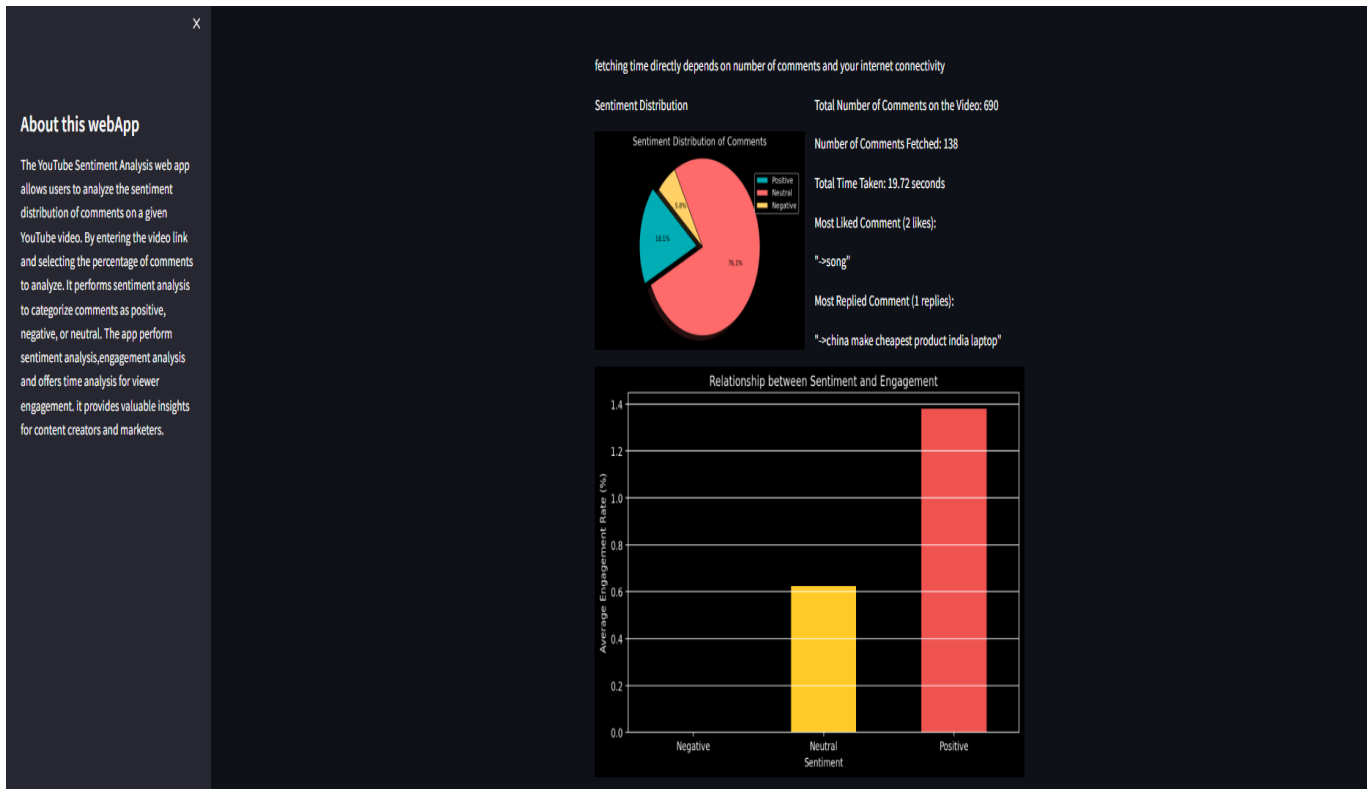 X
About this webApp
The YouTube Sentiment Analysis web app
allows users to analyze the sentiment
distribution of comments on a given
YouTube video. By entering the video link
and selecting the percentage of comments
to analyze. It performs sentiment analysis
to categorize comments as positive,
negative, or neutral. The app perform
sentiment analysis,engagement analysis
and offers time analysis for viewer
engagement. it provides valuable insights
for content creators and marketers.
fetching time directly depends on number of comments and your internet connectivity
Sentiment Distribution
Sentiment Distribution of Comments
Positive
Neutral
Negative
5.8%
18.1%
76.1%
Total Number of Comments on the Video: 690
Number of Comments Fetched: 138
Total Time Taken: 19.72 seconds
Most Liked Comment (2 likes):
"->song"
Most Replied Comment (1 replies):
"->china make cheapest product india laptop"
Relationship between Sentiment and Engagement
Average Engagement Rate (%)
1.4
1.2
1.0
0.8
0.6
0.4
0.2
0.0
Negative Neutral Positive
Sentiment